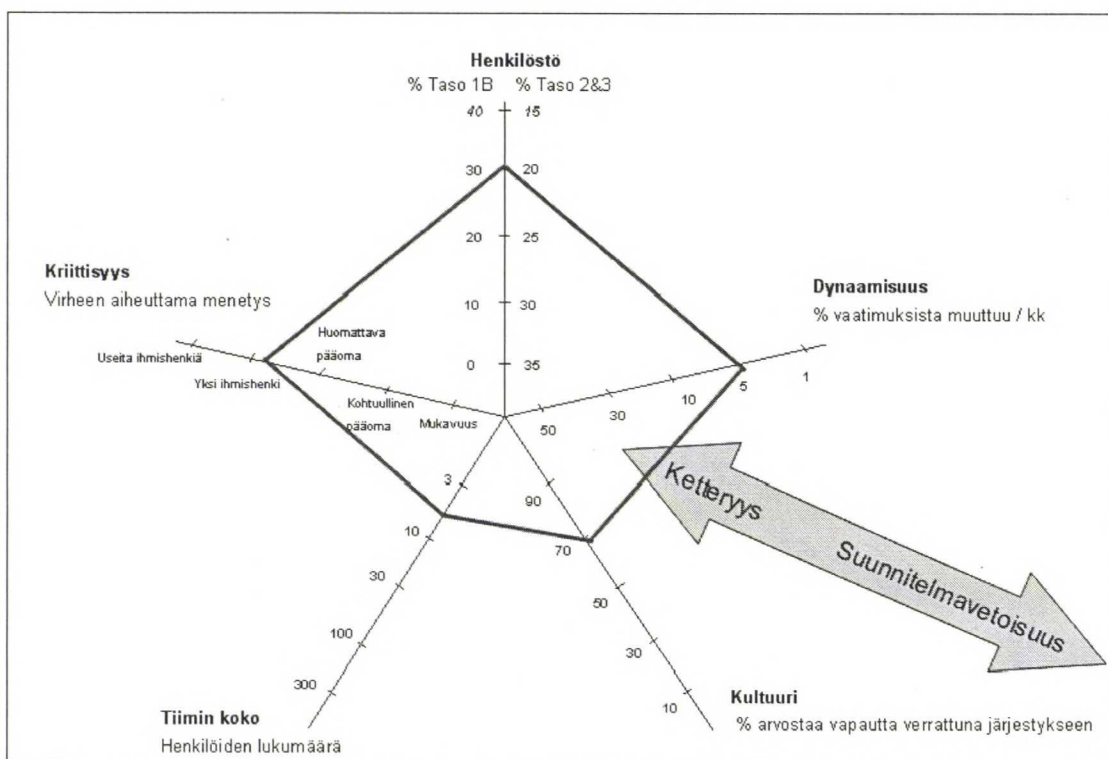 Henkilöstö
% Taso 1B % Taso 2&3
40 15
30 20
20 25
10 30
0 35
Kriittisyys
Virheen aiheuttama menetys
Useita ihmishenkiä
Yksi ihmishenki
Huomattava
pääoma
Kohtuullinen
pääoma
Mukavuus
Dynaamisuus
% vaatimuksista muuttuu / kk
1
5
10
30
50
3
10
30
100
300
Tiimin koko
Henkilöiden lukumäärä
90
70
50
30
10
Kultuuri
% arvostaa vapautta verrattuna järjestykseen
Ketteryys
Suunnitelmavetoisuus